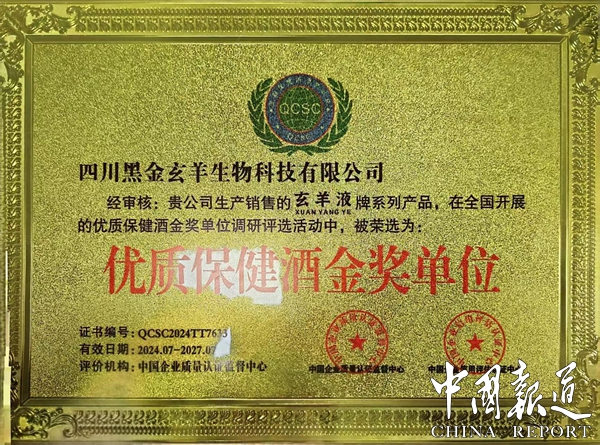 QCSC
四川黑金玄羊生物科技有限公司
经审核：贵公司生产销售的玄羊液牌系列产品，在全国开展
XUAN YANG YE
的优质保健酒金奖单位调研评选活动中，被荣选为：
优质保健酒金奖单位
证书编号：QCSC2024TT7633
有效日期：2024.07-2027.07
评价机构：中国企业质量认证监督中心
中国企业质量认证监督中心
中国报道
CHINA REPORT